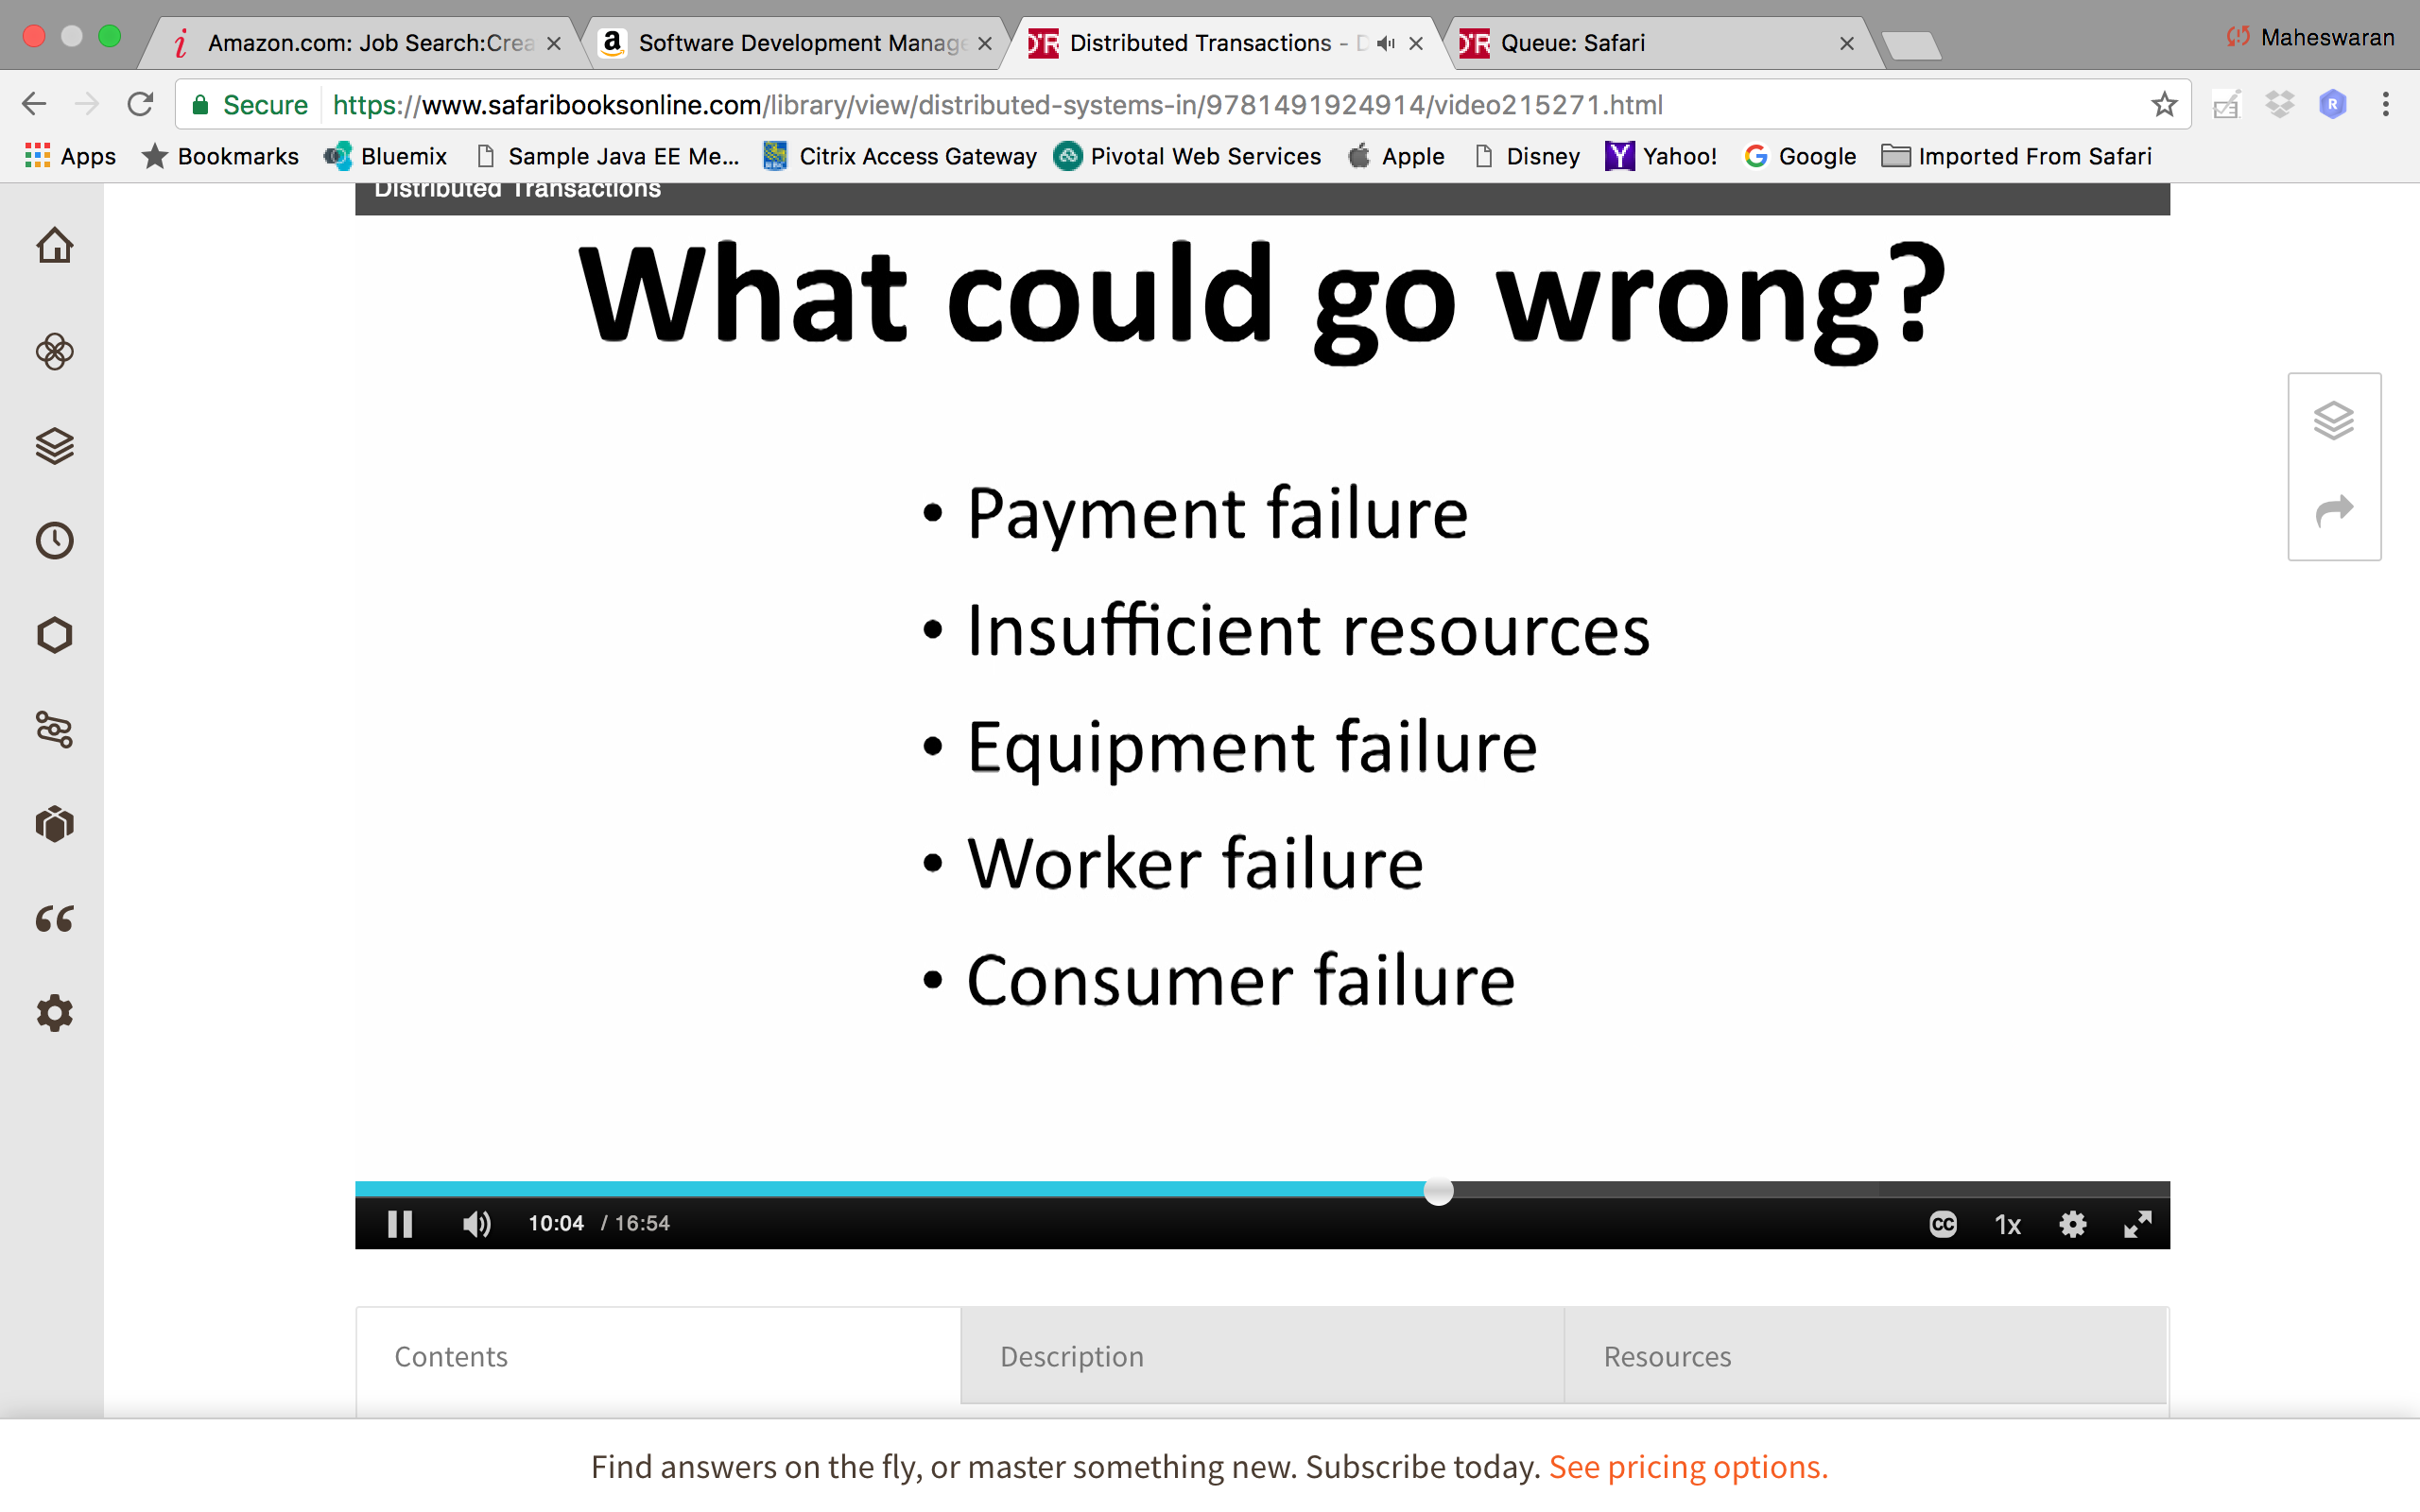 Amazon.com: Job Search:Crea
Software Development Manage
Distributed Transactions - D
Queue: Safari
Maheswaran
Secure https://www.safaribooksonline.com/library/view/distributed-systems-in/9781491924914/video215271.html
Apps Bookmarks Bluemix Sample Java EE Me... Citrix Access Gateway Pivotal Web Services Apple Disney Yahoo! Google Imported From Safari
Distributed Transactions
What could go wrong?
• Payment failure
• Insufficient resources
• Equipment failure
• Worker failure
• Consumer failure
10:04 / 16:54 CC 1x
Contents Description Resources
Find answers on the fly, or master something new. Subscribe today. See pricing options.